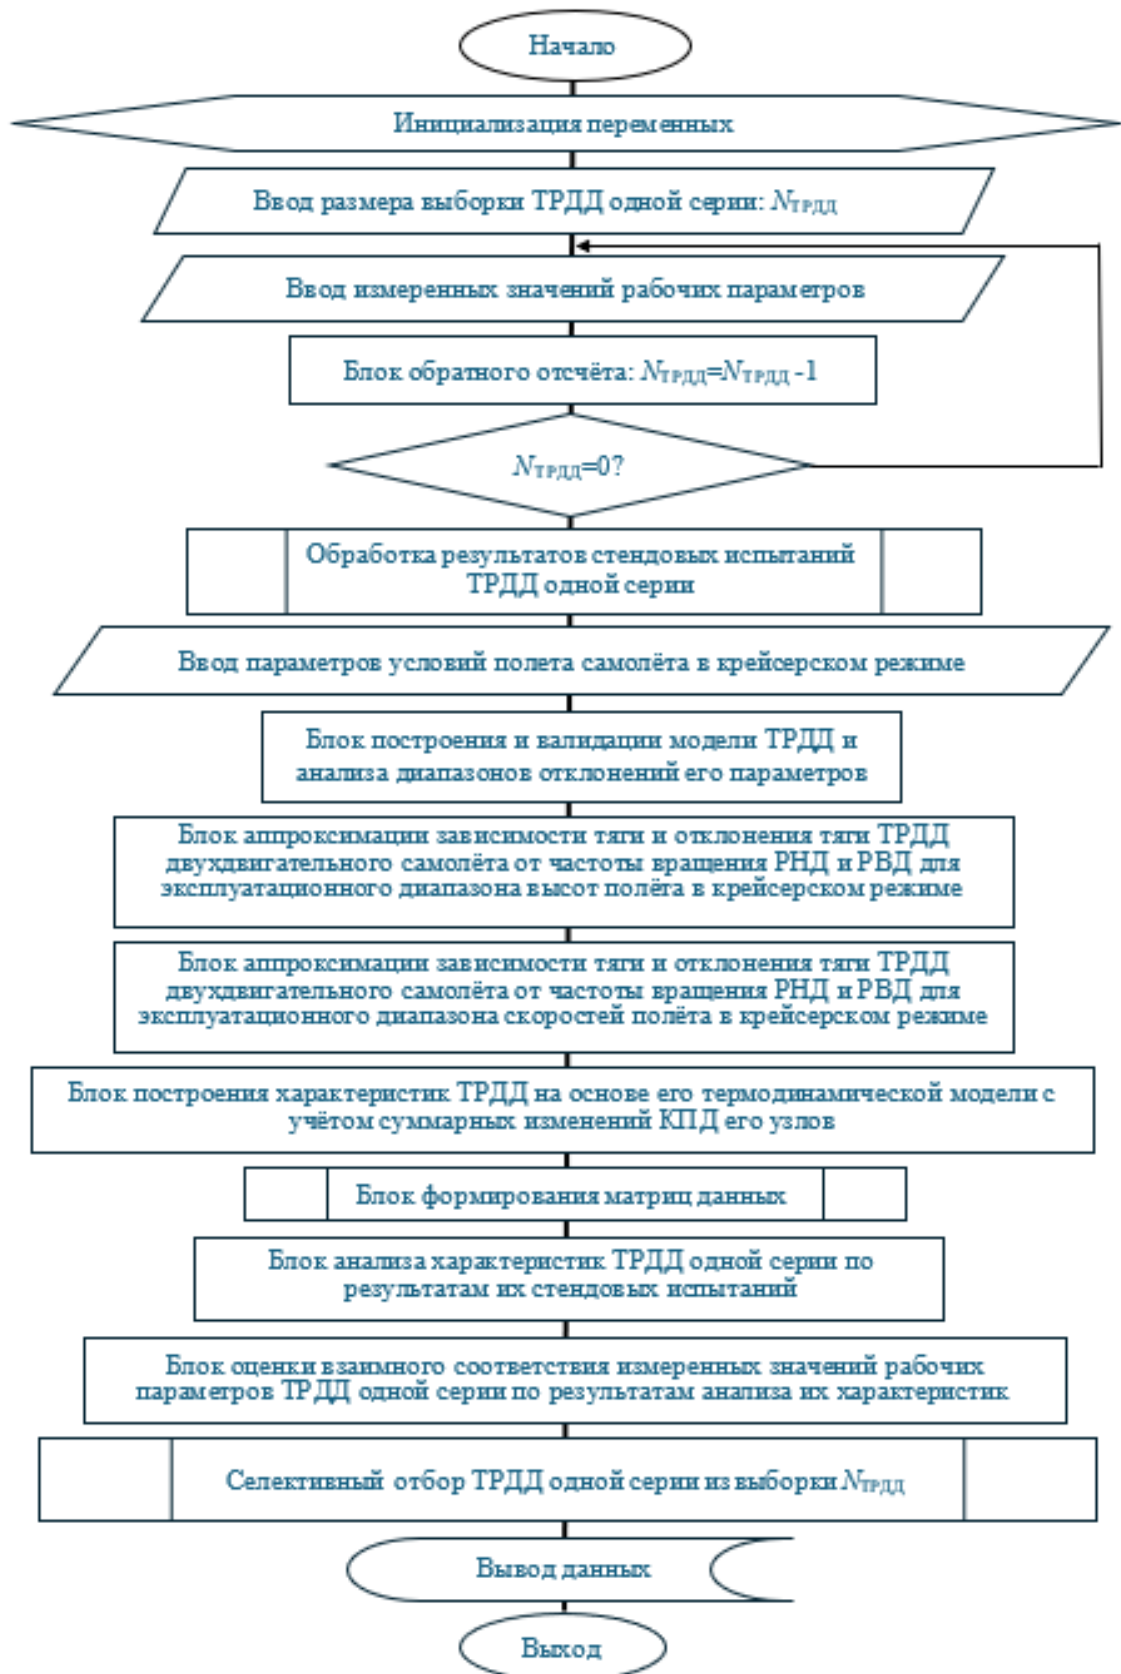 Начало
Инициализация переменных
Ввод размера выборки ТРДД одной серии: NТРДД
Ввод измеренных значений рабочих параметров
Блок обратного отсчёта: NТРДД=NТРДД -1
NТРДД=0?
Обработка результатов стендовых испытаний
ТРДД одной серии
Ввод параметров условий полета самолёта в крейсерском режиме
Блок построения и валидации модели ТРДД и
анализа диапазонов отклонений его параметров
Блок аппроксимации зависимости тяги и отклонения тяги ТРДД
двухдвигательного самолёта от частоты вращения РНД и РВД для
эксплуатационного диапазона высот полёта в крейсерском режиме
Блок аппроксимации зависимости тяги и отклонения тяги ТРДД
двухдвигательного самолёта от частоты вращения РНД и РВД для
эксплуатационного диапазона скоростей полёта в крейсерском режиме
Блок построения характеристик ТРДД на основе его термодинамической модели с
учётом суммарных изменений КПД его узлов
Блок формирования матриц данных
Блок анализа характеристик ТРДД одной серии по
результатам их стендовых испытаний
Блок оценки взаимного соответствия измеренных значений рабочих
параметров ТРДД одной серии по результатам анализа их характеристик
Селективный отбор ТРДД одной серии из выборки NТРДД
Вывод данных
Выход